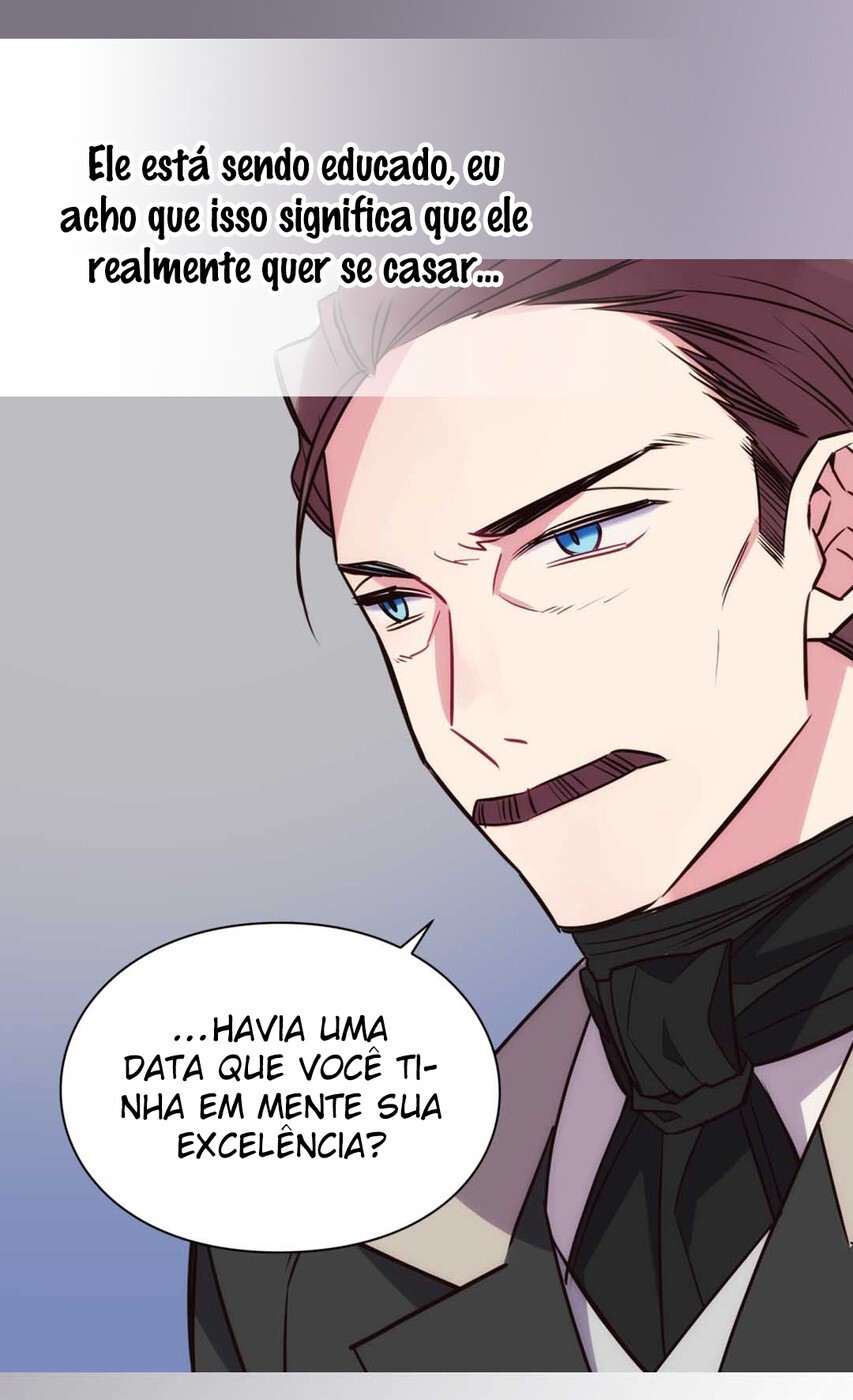 Ele está sendo educado, eu
acho que isso significa que ele
realmente quer se casar...
...HAVIA UMA
DATA QUE VOCÊ TI-
NHA EM MENTE SUA
EXCELÊNCIA?